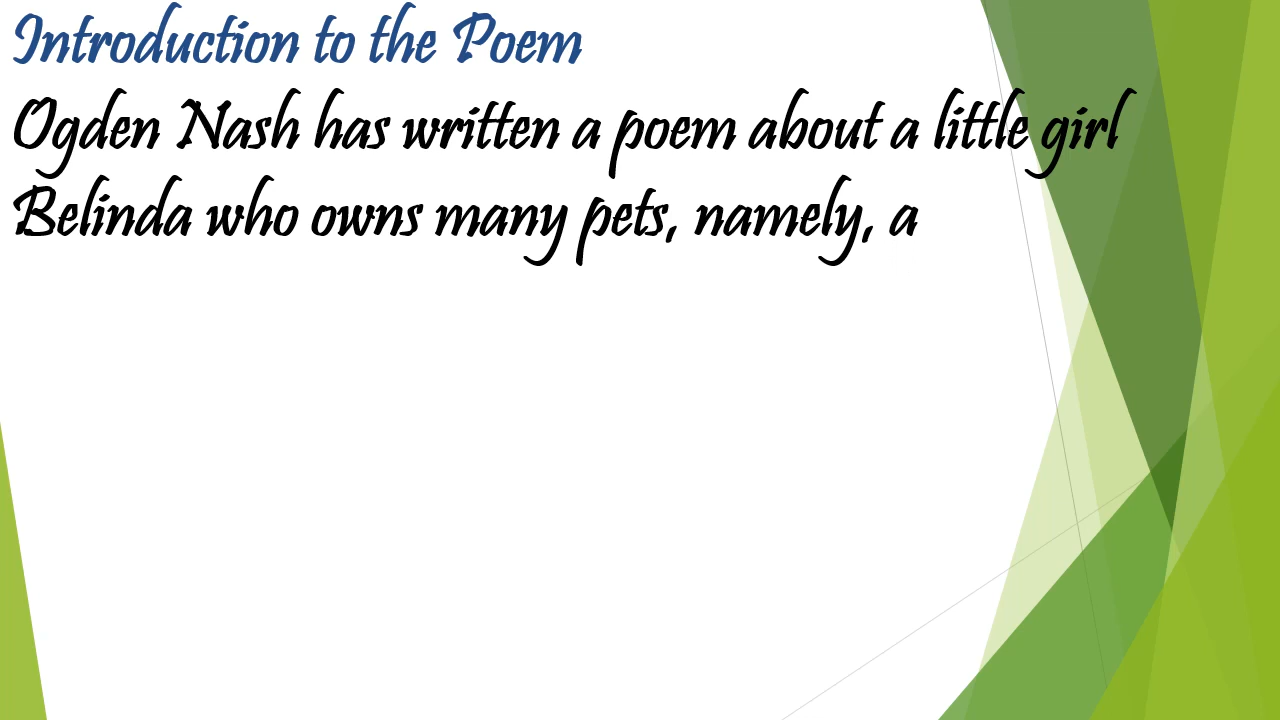 Introduction to the Poem
Ogden Nash has written a poem about a little girl
Belinda who owns many pets, namely, a